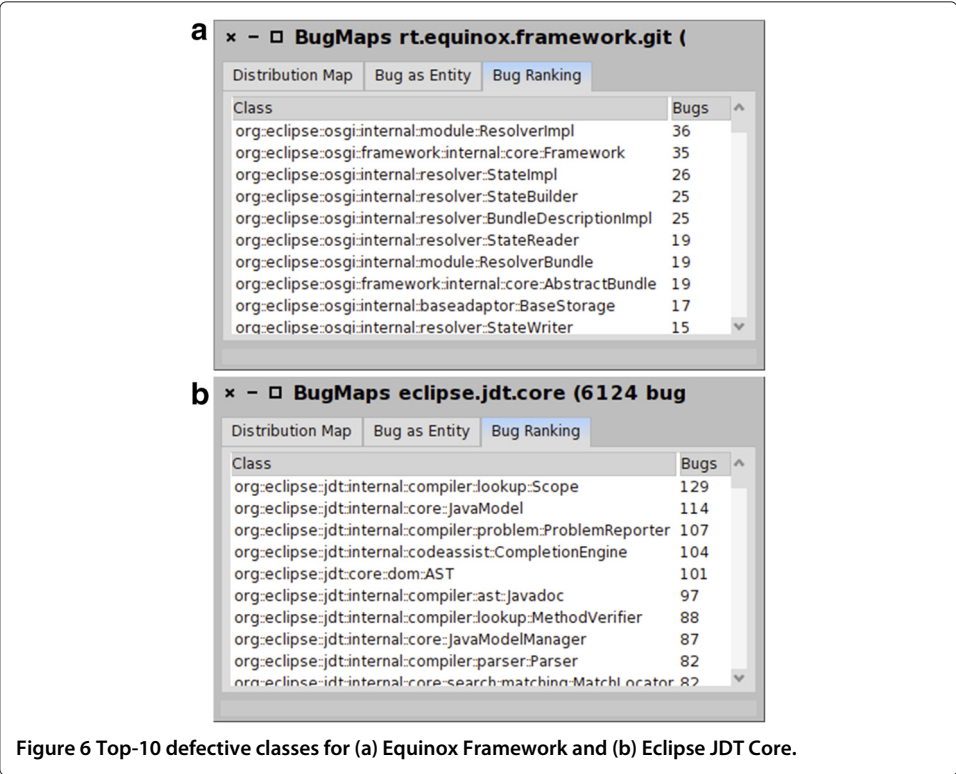 a
× − □ BugMaps rt.equinox.framework.git (
Distribution Map Bug as Entity Bug Ranking
Class Bugs
org::eclipse::osgi::internal::module::ResolverImpl 36
org::eclipse::osgi::framework::internal::core::Framework 35
org::eclipse::osgi::internal::resolver::StateImpl 26
org::eclipse::osgi::internal::resolver::StateBuilder 25
org::eclipse::osgi::internal::resolver::BundleDescriptionImpl 25
org::eclipse::osgi::internal::resolver::StateReader 19
org::eclipse::osgi::internal::module::ResolverBundle 19
org::eclipse::osgi::framework::internal::core::AbstractBundle 19
org::eclipse::osgi::internal::baseadaptor::BaseStorage 17
org::eclipse::osgi::internal::resolver::StateWriter 15
b
× − □ BugMaps eclipse.jdt.core (6124 bug
Distribution Map Bug as Entity Bug Ranking
Class Bugs
org::eclipse::jdt::internal::compiler::lookup::Scope 129
org::eclipse::jdt::internal::core::JavaModel 114
org::eclipse::jdt::internal::compiler::problem::ProblemReporter 107
org::eclipse::jdt::internal::codeassist::CompletionEngine 104
org::eclipse::jdt::core::dom::AST 101
org::eclipse::jdt::internal::compiler::ast::Javadoc 97
org::eclipse::jdt::internal::compiler::lookup::MethodVerifier 88
org::eclipse::jdt::internal::core::JavaModelManager 87
org::eclipse::jdt::internal::compiler::parser::Parser 82
org::eclipse::jdt::internal::core::search::matching::MatchLocator 82
Figure 6 Top-10 defective classes for (a) Equinox Framework and (b) Eclipse JDT Core.